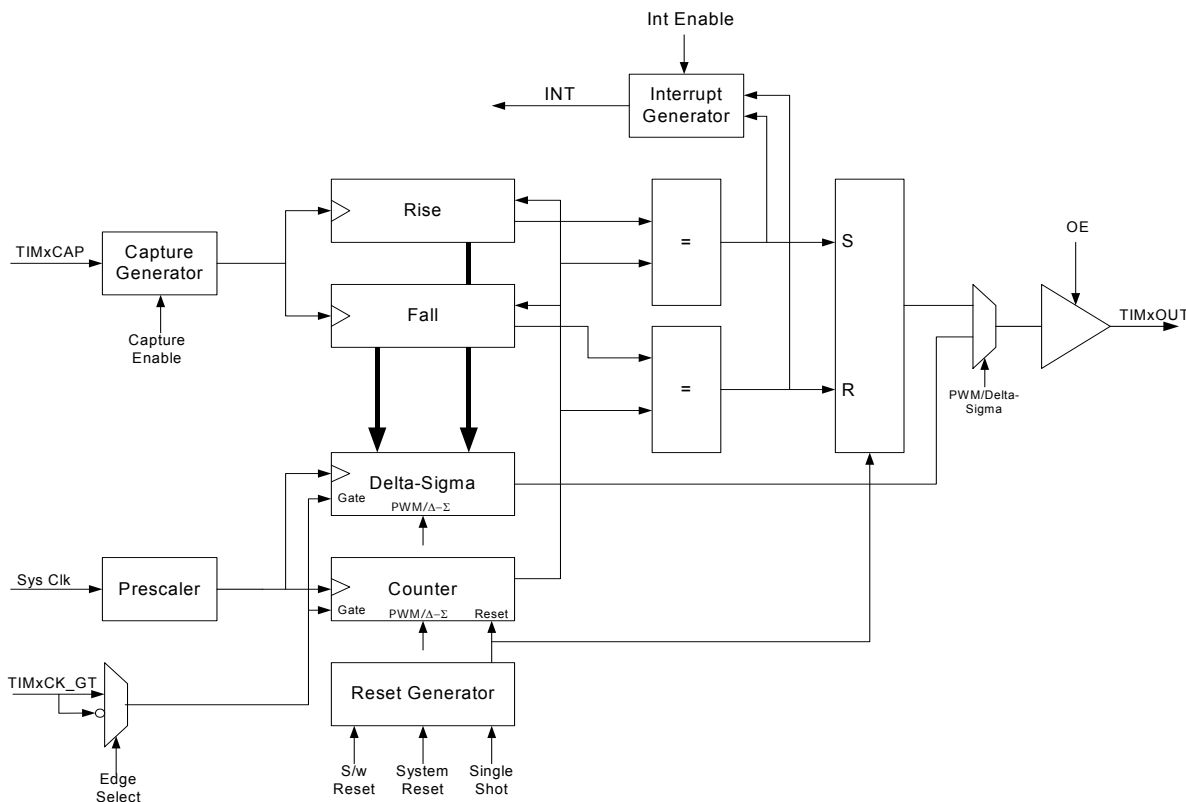 Int Enable
INT
Interrupt
Generator
Rise
=
S
OE
TIMxCAP
Capture
Generator
Fall
TIMxOUT
Capture
Enable
=
R
PWM/Delta-
Sigma
Delta-Sigma
Gate
PWM/Δ–Σ
Sys Clk
Prescaler
Counter
Gate
PWM/Δ–Σ
Reset
TIMxCK_GT
Reset Generator
Edge
Select
S/w
Reset
System
Reset
Single
Shot